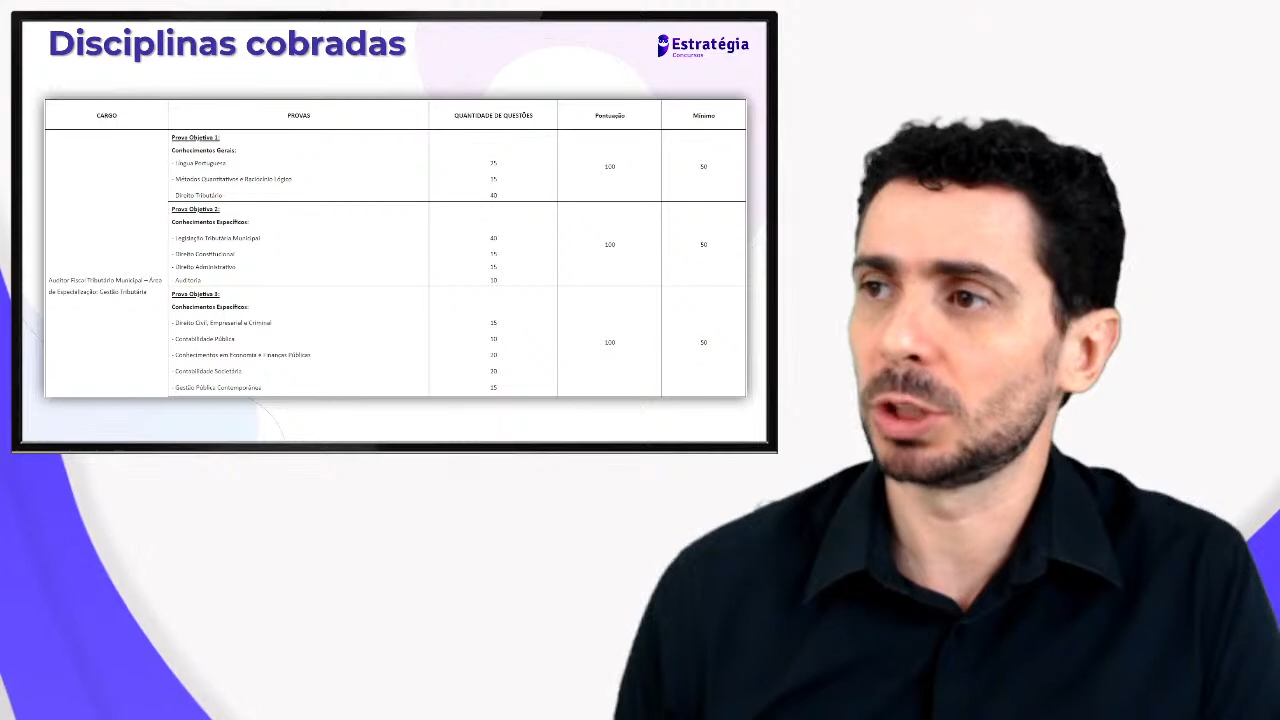 Disciplinas cobradas
Estratégia
Concursos
CARGO PROVAS QUANTIDADE DE QUESTÕES Pontuação Mínimo
Prova Objetiva 1:
Conhecimentos Gerais:
- Língua Portuguesa 25
- Métodos Quantitativos e Raciocínio Lógico 15
Direito Tributário 40
100 50
Prova Objetiva 2:
Conhecimentos Específicos:
- Legislação Tributária Municipal 40
- Direito Constitucional 15
- Direito Administrativo 15
Auditoria 10
100 50
Auditor Fiscal Tributário Municipal – Área
de Especialização: Gestão Tributária
Prova Objetiva 3:
Conhecimentos Específicos:
- Direito Civil, Empresarial e Criminal 15
- Contabilidade Pública 10
- Conhecimentos em Economia e Finanças Públicas 20
- Contabilidade Societária 20
- Gestão Pública Contemporânea 15
100 50